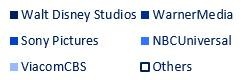 Walt Disney Studios WarnerMedia
Sony Pictures NBCUniversal
ViacomCBS Others